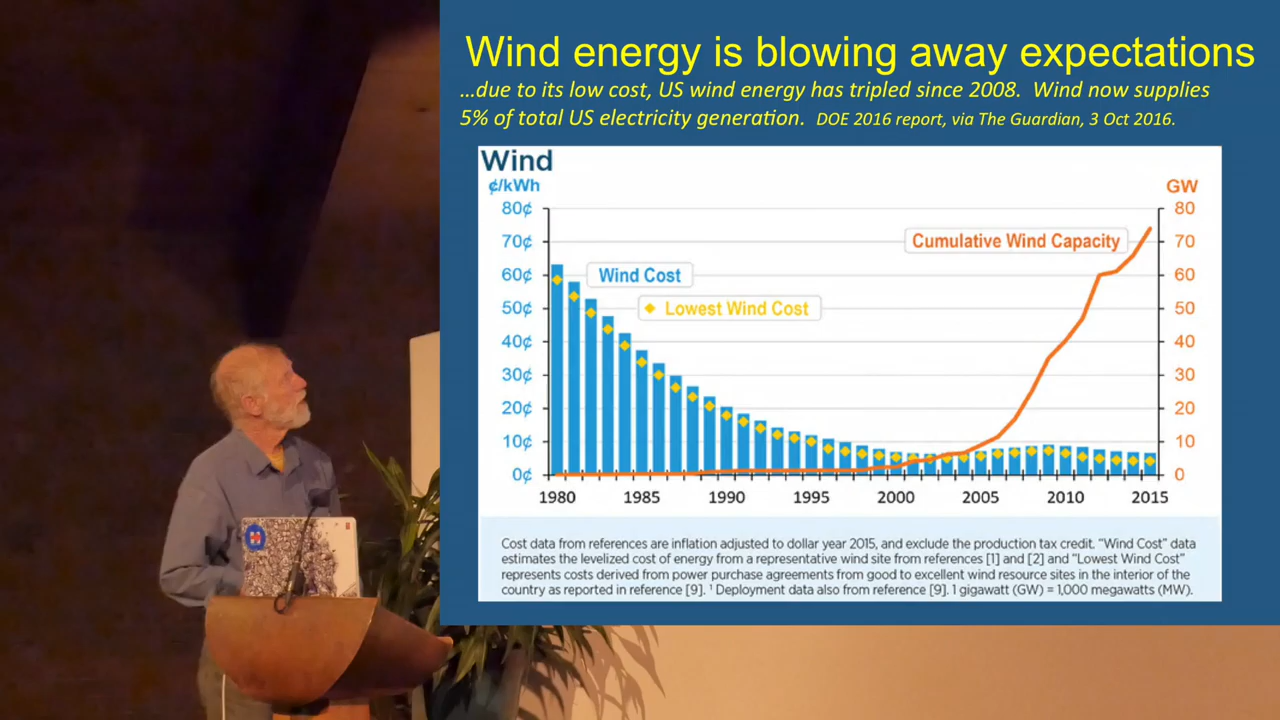 Wind energy is blowing away expectations
...due to its low cost, US wind energy has tripled since 2008. Wind now supplies
5% of total US electricity generation. DOE 2016 report, via The Guardian, 3 Oct 2016.
Wind
¢/kWh GW
80¢ 80
70¢ Cumulative Wind Capacity 70
60¢ Wind Cost 60
50¢ Lowest Wind Cost 50
40¢ 40
30¢ 30
20¢ 20
10¢ 10
0¢ 0
1980 1985 1990 1995 2000 2005 2010 2015
Cost data from references are inflation adjusted to dollar year 2015, and exclude the production tax credit. "Wind Cost" data
estimates the levelized cost of energy from a representative wind site from references [1] and [2] and "Lowest Wind Cost"
represents costs derived from power purchase agreements from good to excellent wind resource sites in the interior of the
country as reported in reference [9]. ¹ Deployment data also from reference [9]. 1 gigawatt (GW) = 1,000 megawatts (MW).
H